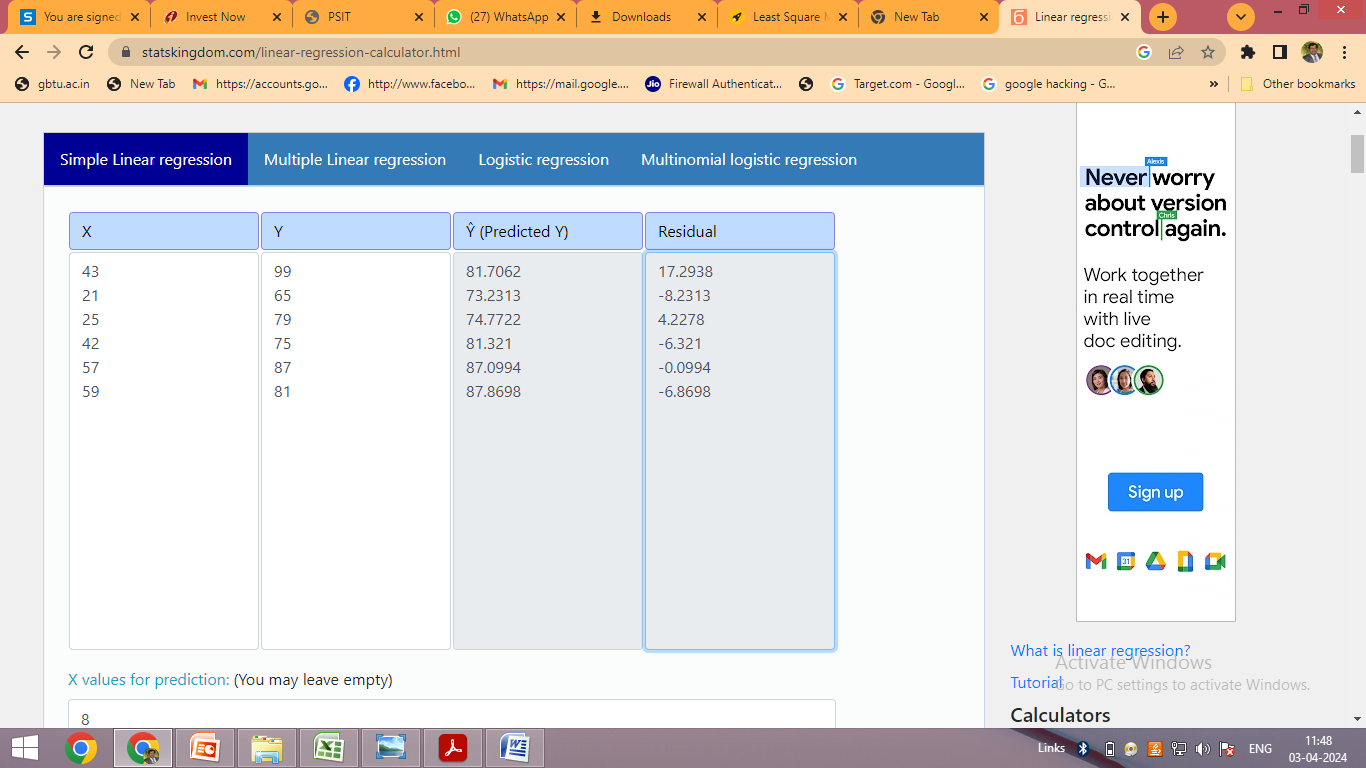 You are signed
Invest Now
PSIT
(27) WhatsApp
Downloads
Least Square M
New Tab
Linear regressi
statskingdom.com/linear-regression-calculator.html
gbtu.ac.in
New Tab
https://accounts.go...
http://www.facebo...
https://mail.google....
Jio
Firewall Authenticat...
Target.com - Googl...
google hacking - G...
»
Other bookmarks
Simple Linear regression
Multiple Linear regression
Logistic regression
Multinomial logistic regression
X Y Ŷ (Predicted Y) Residual
43 99 81.7062 17.2938
21 65 73.2313 -8.2313
25 79 74.7722 4.2278
42 75 81.321 -6.321
57 87 87.0994 -0.0994
59 81 87.8698 -6.8698
X values for prediction: (You may leave empty)
8
Alexis
Never worry
about version
Chris
control again.
Work together
in real time
with live
doc editing.
Sign up
31
What is linear regression?
Tutorial
Calculators
Activate Windows
Go to PC settings to activate Windows.
Links
ENG
11:48
03-04-2024